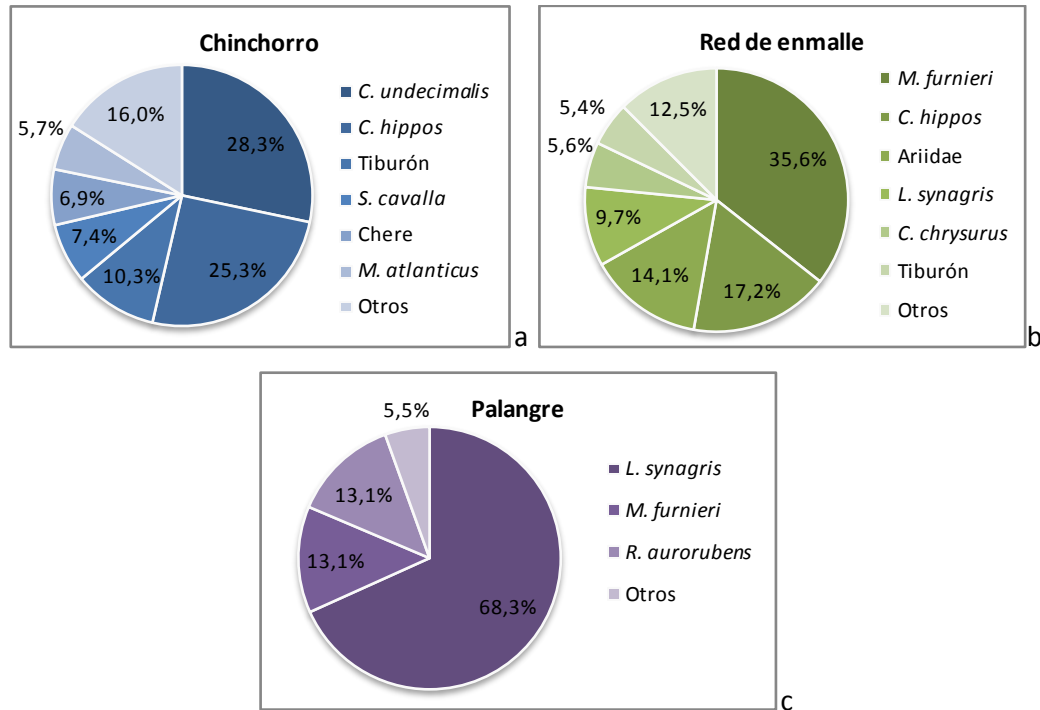 Chinchorro
28,3%
25,3%
10,3%
7,4%
6,9%
5,7%
16,0%
C. undecimalis
C. hippos
Tiburón
S. cavalla
Chere
M. atlanticus
Otros
a
Red de enmalle
35,6%
17,2%
14,1%
9,7%
5,6%
5,4%
12,5%
M. furnieri
C. hippos
Ariidae
L. synagris
C. chrysurus
Tiburón
Otros
b
Palangre
68,3%
13,1%
13,1%
5,5%
L. synagris
M. furnieri
R. aurorubens
Otros
c